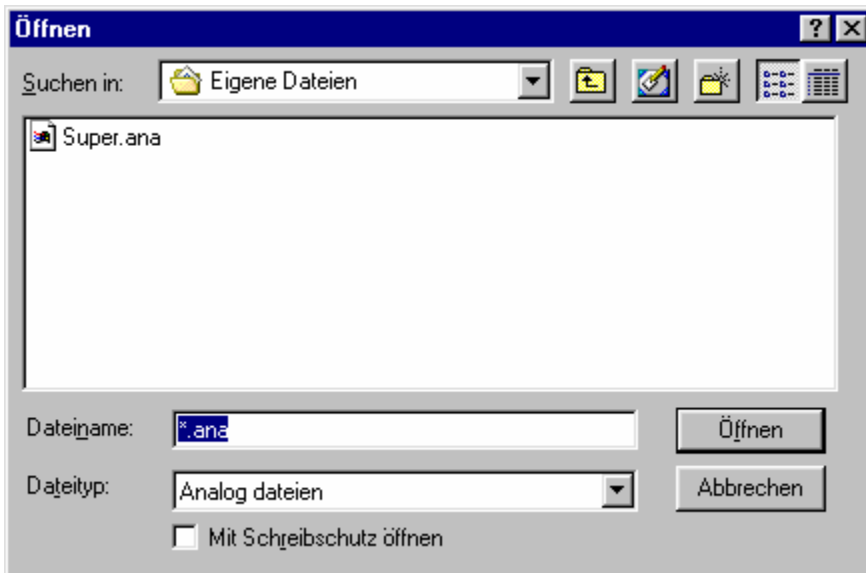 Öffnen
Suchen in: Eigene Dateien
Super.ana
Dateiname: *.ana Öffnen
Dateityp: Analog dateien Abbrechen
Mit Schreibschutz öffnen